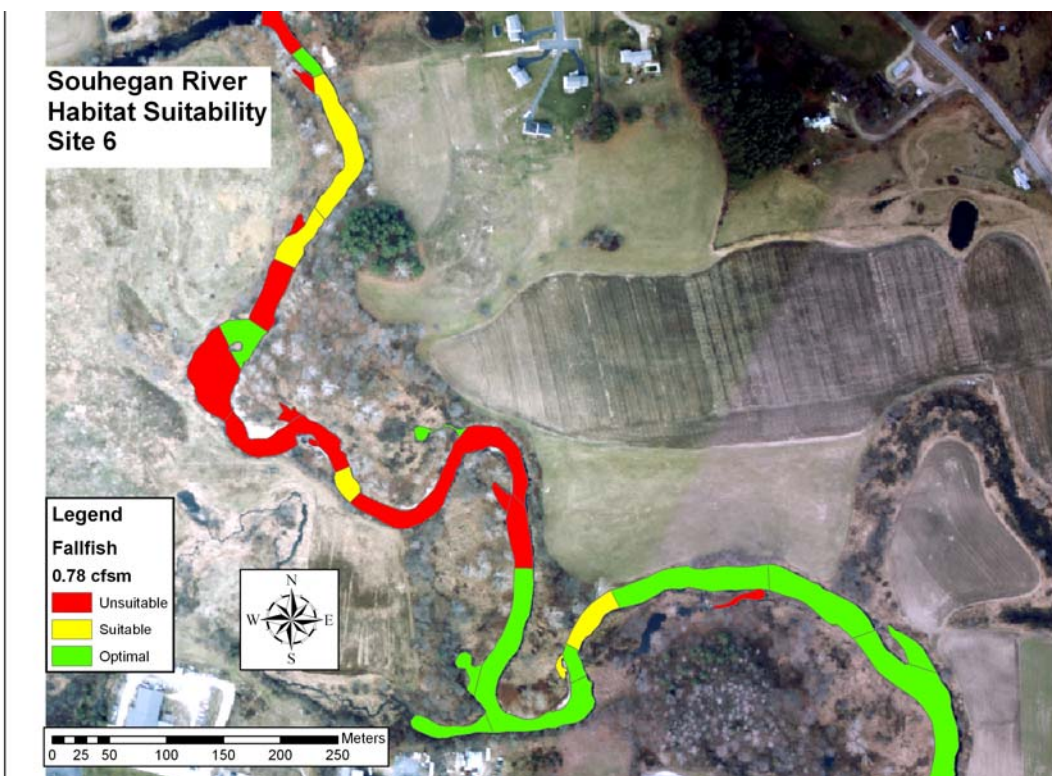 Souhegan River
Habitat Suitability
Site 6
Legend
Fallfish
0.78 cfsm
Unsuitable
Suitable
Optimal
N
W E
S
Meters
0 25 50 100 150 200 250